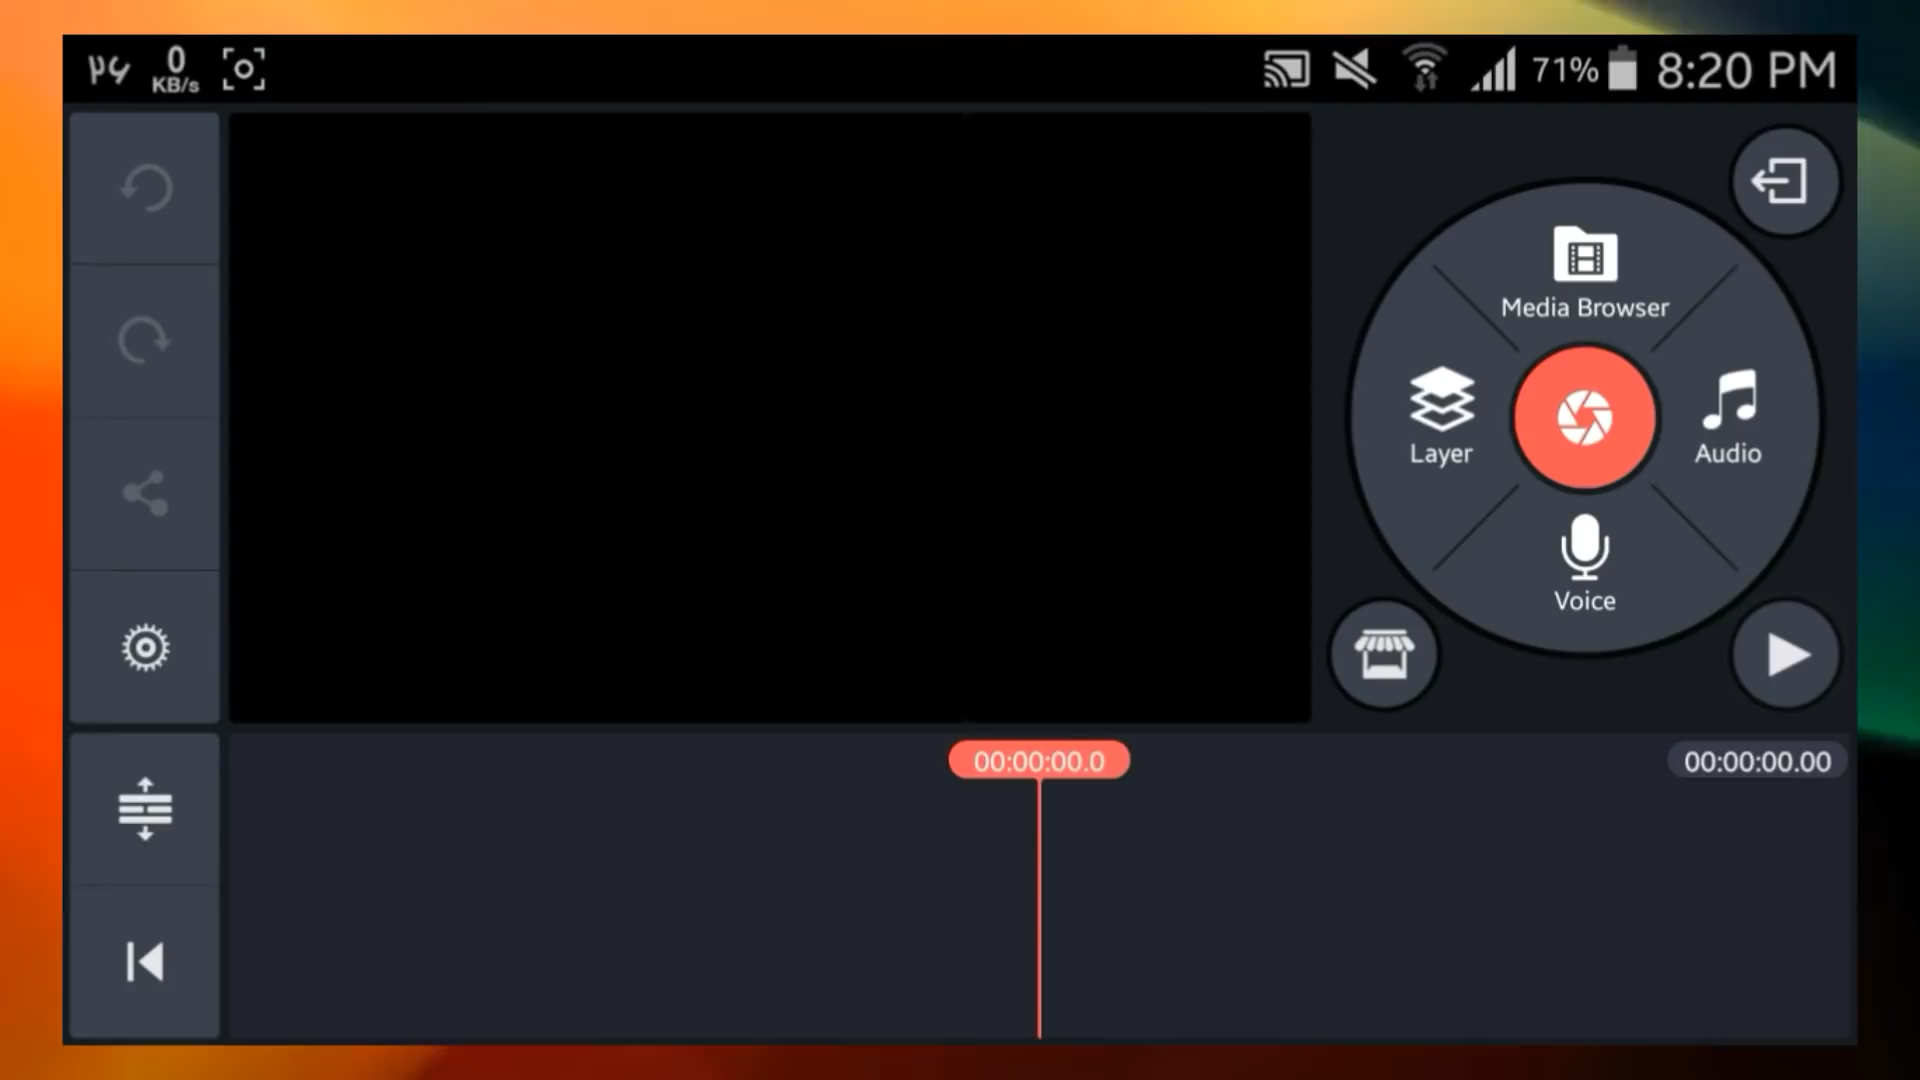 ۲۶
0
KB/s
71%
8:20 PM
Media Browser
Layer
Audio
Voice
00:00:00.0
00:00:00.00